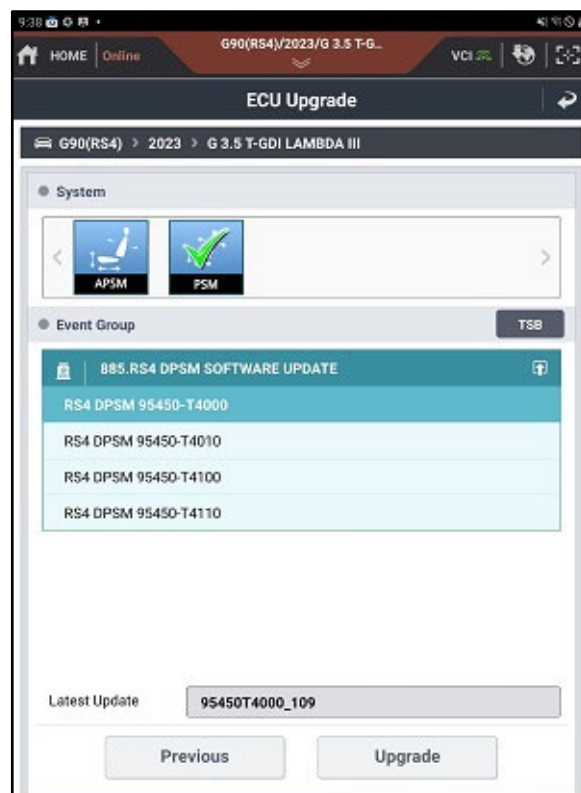 9:38
HOME Online G90(RS4)/2023/G 3.5 T-G... VCI
ECU Upgrade
G90(RS4) > 2023 > G 3.5 T-GDI LAMBDA III
System
APSM PSM
Event Group TSB
885.RS4 DPSM SOFTWARE UPDATE
RS4 DPSM 95450-T4000
RS4 DPSM 95450-T4010
RS4 DPSM 95450-T4100
RS4 DPSM 95450-T4110
Latest Update 95450T4000_109
Previous Upgrade